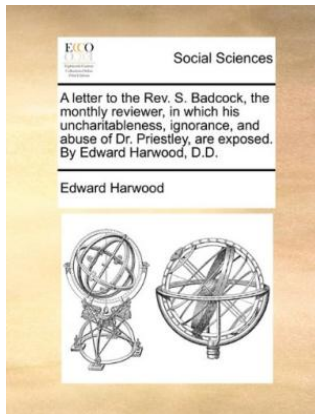 ECCO
Social Sciences
A letter to the Rev. S. Badcock, the
monthly reviewer, in which his
uncharitableness, ignorance, and
abuse of Dr. Priestley, are exposed.
By Edward Harwood, D.D.
Edward Harwood